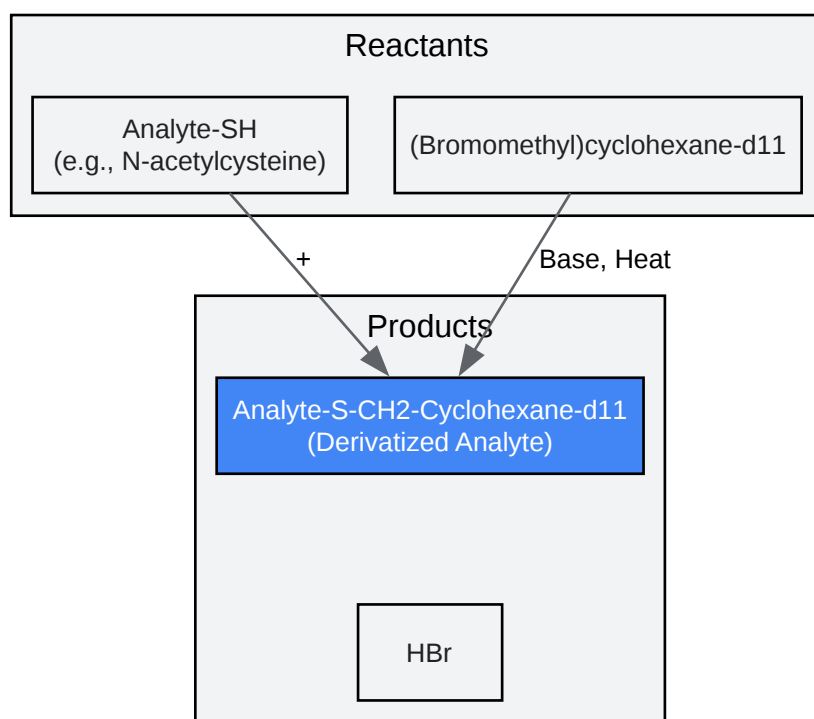 Reactants
Analyte-SH
(e.g., N-acetylcysteine)
(Bromomethyl)cyclohexane-d11
+
Base, Heat
Products
Analyte-S-CH2-Cyclohexane-d11
(Derivatized Analyte)
HBr